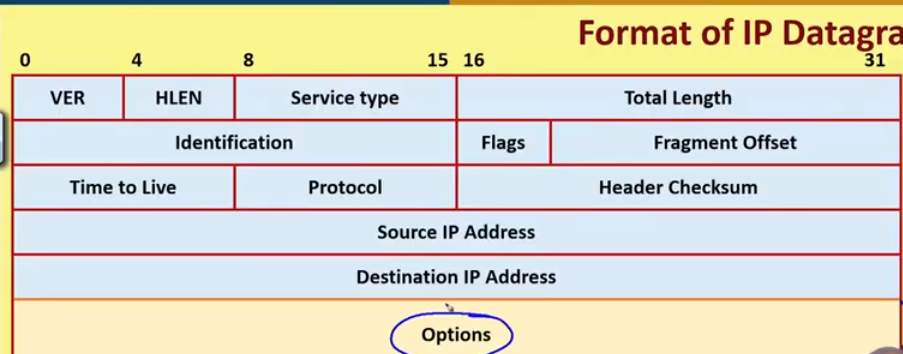 Format of IP Datagra
0 4 8 15 16 31
VER HLEN Service type Total Length
Identification Flags Fragment Offset
Time to Live Protocol Header Checksum
Source IP Address
Destination IP Address
Options